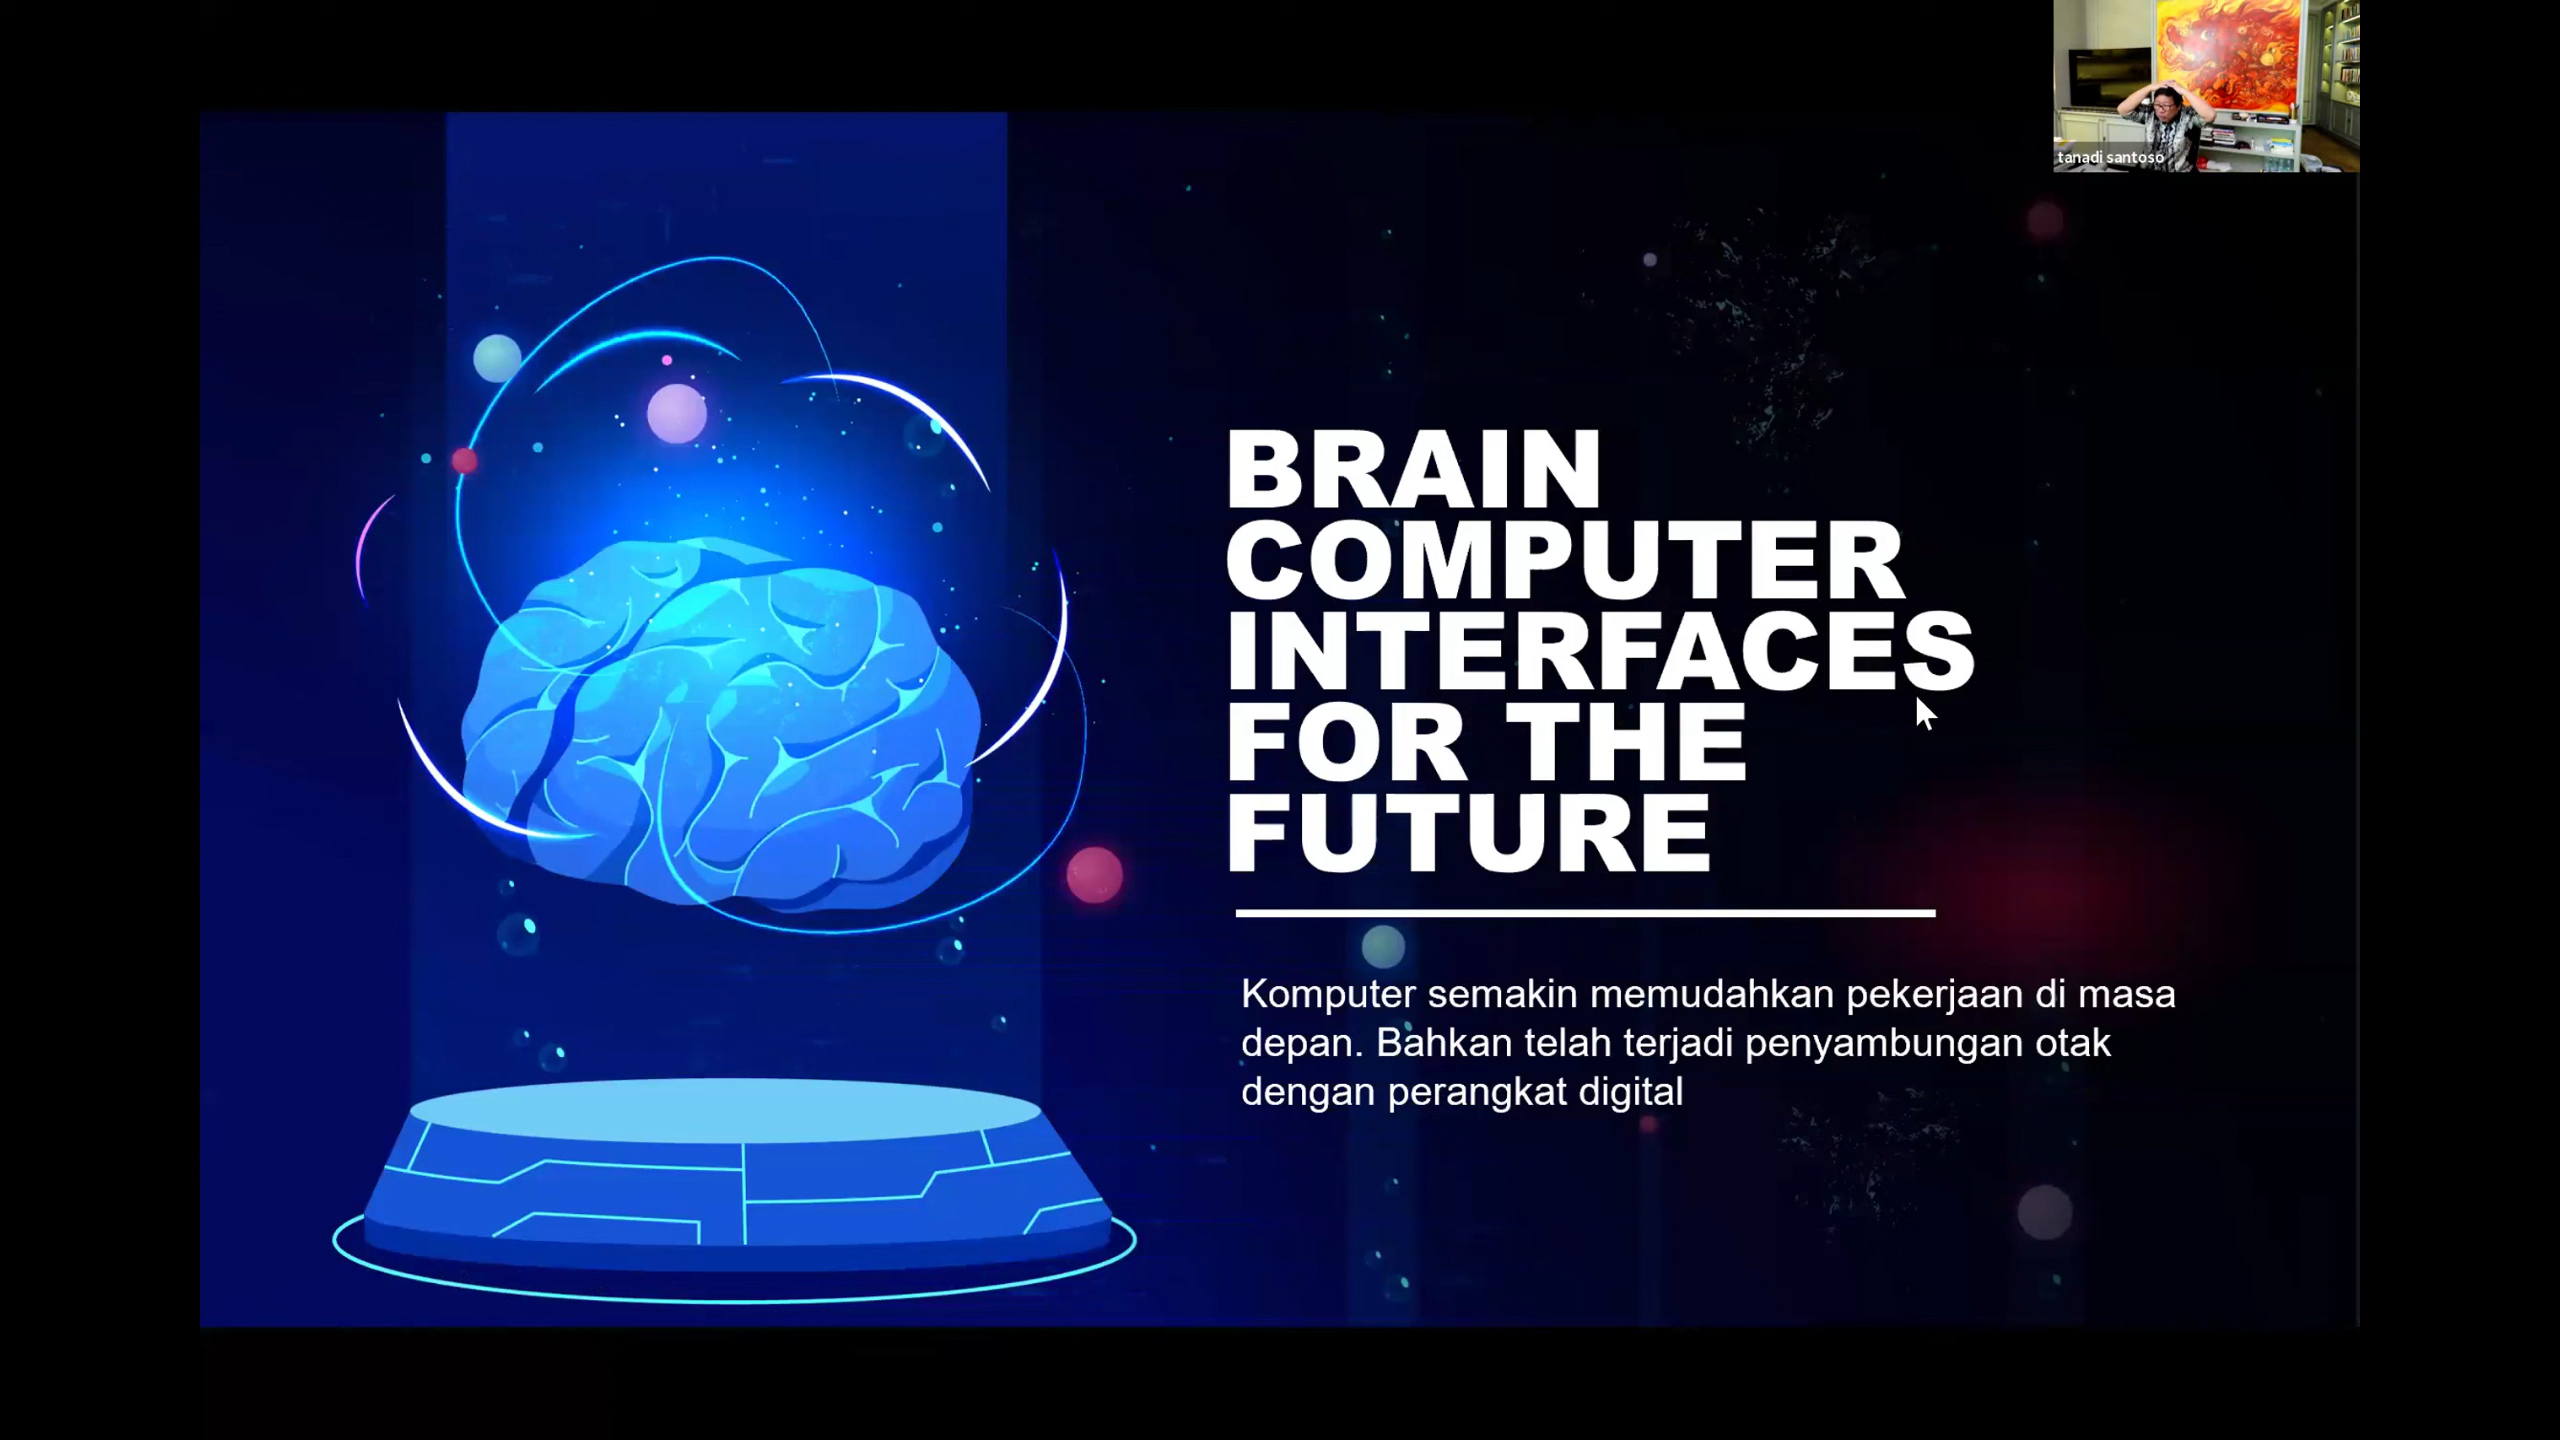 tanadi santoso
BRAIN
COMPUTER
INTERFACES
FOR THE
FUTURE
Komputer semakin memudahkan pekerjaan di masa
depan. Bahkan telah terjadi penyambungan otak
dengan perangkat digital